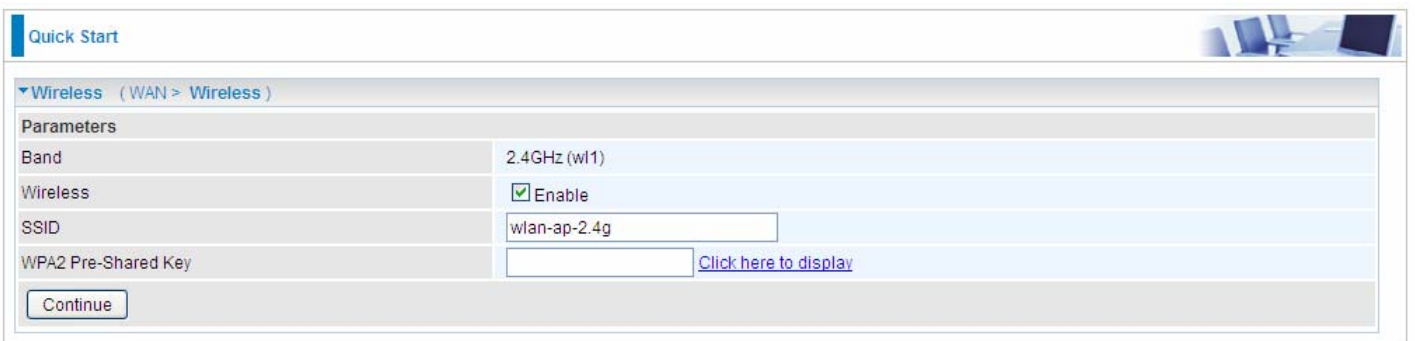 Quick Start
Wireless ( WAN > Wireless )
Parameters
Band 2.4GHz (wl1)
Wireless Enable
SSID wlan-ap-2.4g
WPA2 Pre-Shared Key Click here to display
Continue